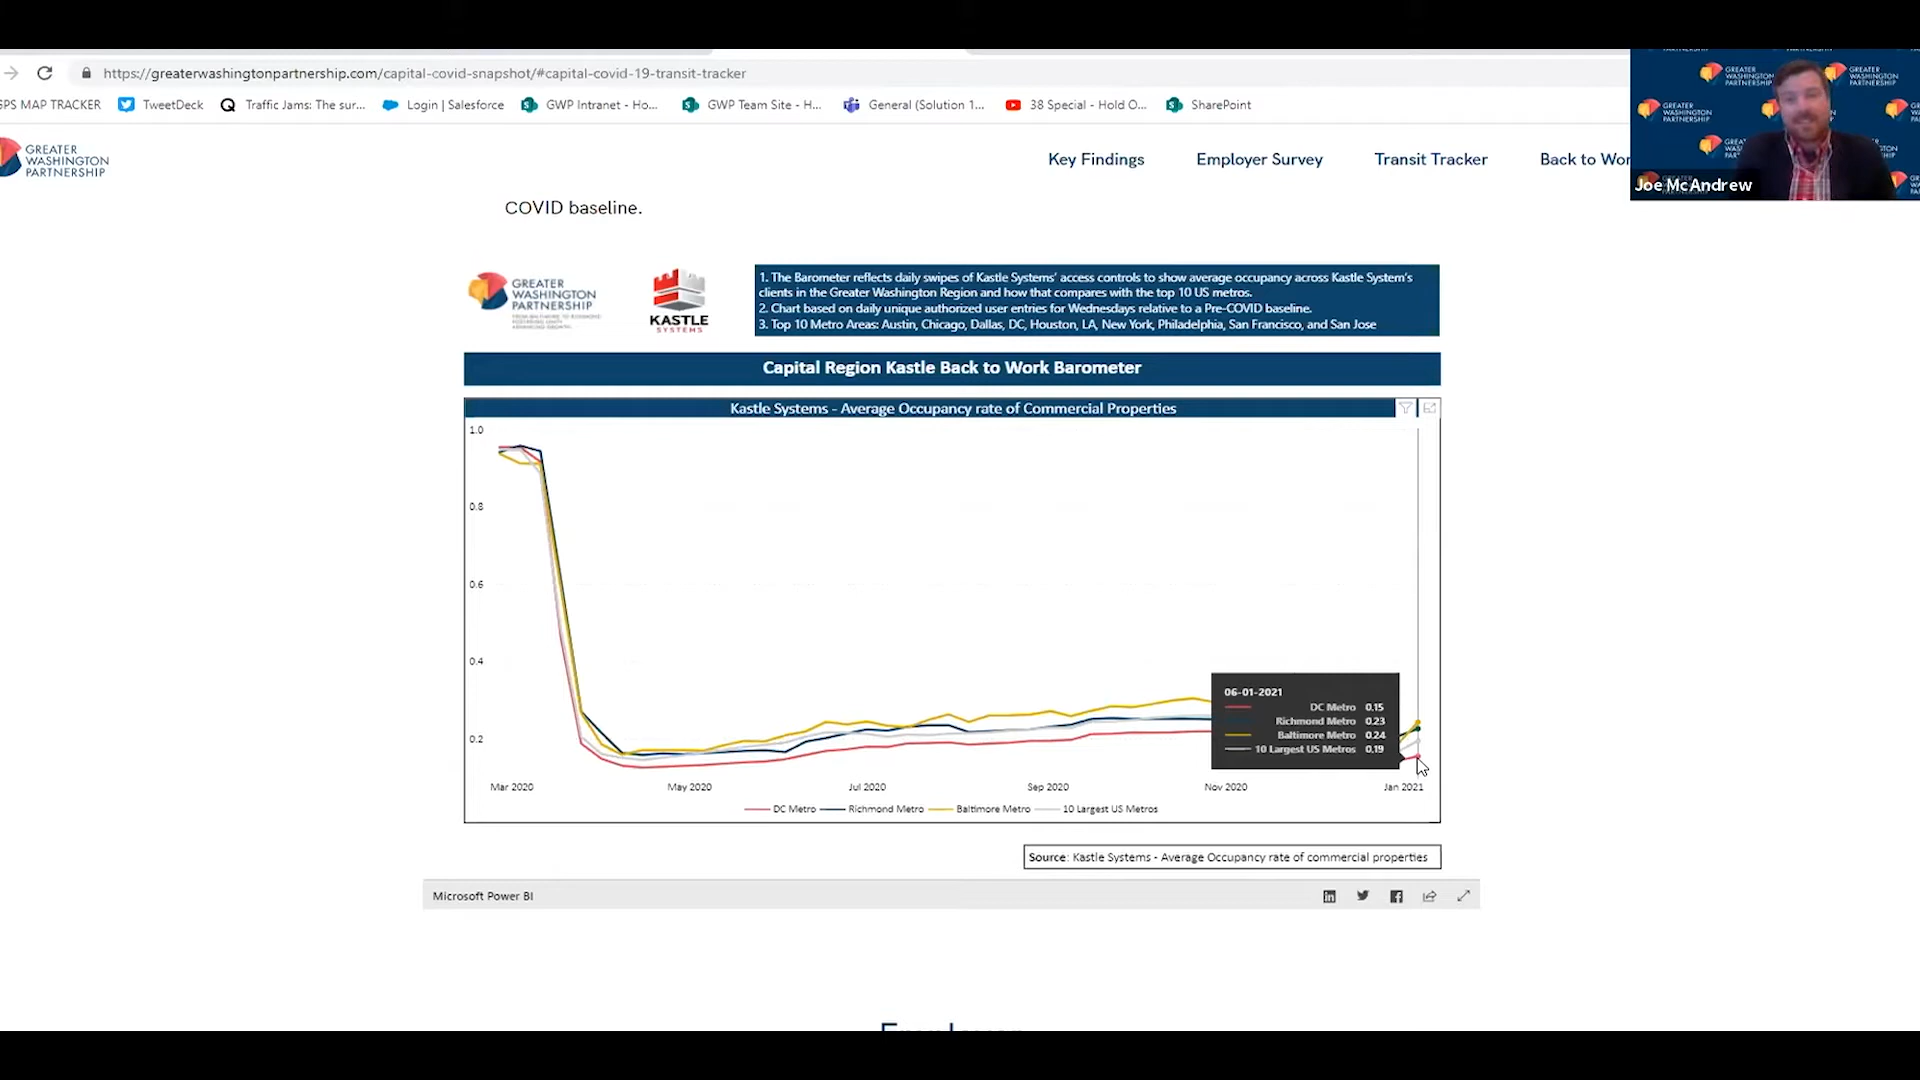 https://greaterwashingtonpartnership.com/capital-covid-snapshot/#capital-covid-19-transit-tracker
GPS MAP TRACKER
TweetDeck
Traffic Jams: The sur...
Login | Salesforce
GWP Intranet - Ho...
GWP Team Site - H...
General (Solution 1...
38 Special - Hold O...
SharePoint
GREATER
WASHINGTON
PARTNERSHIP
Key Findings
Employer Survey
Transit Tracker
Back to Wor
GREATER
WASHINGTON
PARTNERSHIP
Joe McAndrew
COVID baseline.
GREATER
WASHINGTON
PARTNERSHIP
KASTLE
SYSTEMS
1. The Barometer reflects daily swipes of Kastle Systems' access controls to show average occupancy across Kastle System's
clients in the Greater Washington Region and how that compares with the top 10 US metros.
2. Chart based on daily unique authorized user entries for Wednesdays relative to a Pre-COVID baseline.
3. Top 10 Metro Areas: Austin, Chicago, Dallas, DC, Houston, LA, New York, Philadelphia, San Francisco, and San Jose
Capital Region Kastle Back to Work Barometer
Kastle Systems - Average Occupancy rate of Commercial Properties
1.0
0.8
0.6
0.4
0.2
06-01-2021
DC Metro 0.15
Richmond Metro 0.23
Baltimore Metro 0.24
10 Largest US Metros 0.19
Mar 2020
May 2020
Jul 2020
Sep 2020
Nov 2020
Jan 2021
DC Metro
Richmond Metro
Baltimore Metro
10 Largest US Metros
Source: Kastle Systems - Average Occupancy rate of commercial properties
Microsoft Power BI